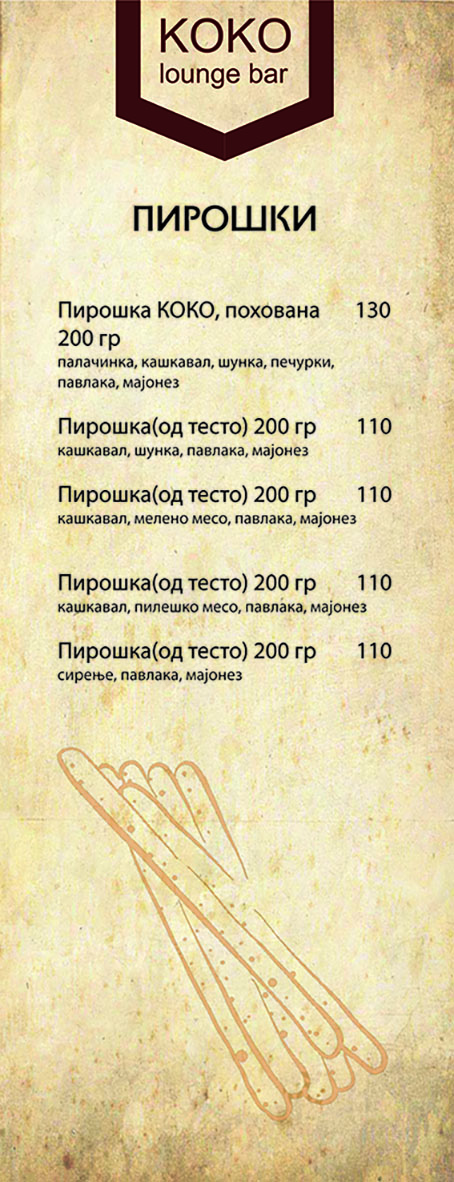 KOKO
lounge bar
ПИРОШКИ
Пирошка КОКО, похована 130
200 гр
палачинка, кашкавал, шунка, печурки,
павлака, мајонез
Пирошка(од тесто) 200 гр 110
кашкавал, шунка, павлака, мајонез
Пирошка(од тесто) 200 гр 110
кашкавал, мелено месо, павлака, мајонез
Пирошка(од тесто) 200 гр 110
кашкавал, пилешко месо, павлака, мајонез
Пирошка(од тесто) 200 гр 110
сирење, павлака, мајонез